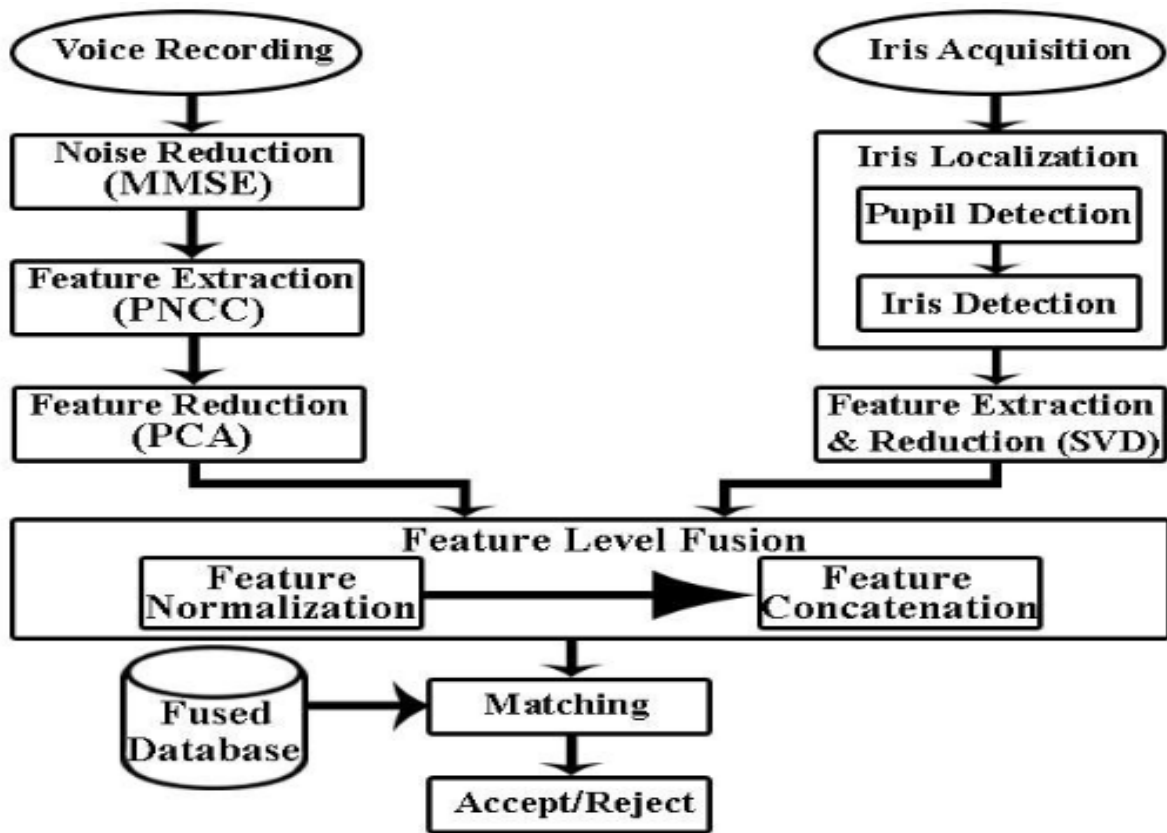 Voice Recording
Noise Reduction
(MMSE)
Feature Extraction
(PNCC)
Feature Reduction
(PCA)
Iris Acquisition
Iris Localization
Pupil Detection
Iris Detection
Feature Extraction
& Reduction (SVD)
Feature Level Fusion
Feature
Normalization
Feature
Concatenation
Fused
Database
Matching
Accept/Reject